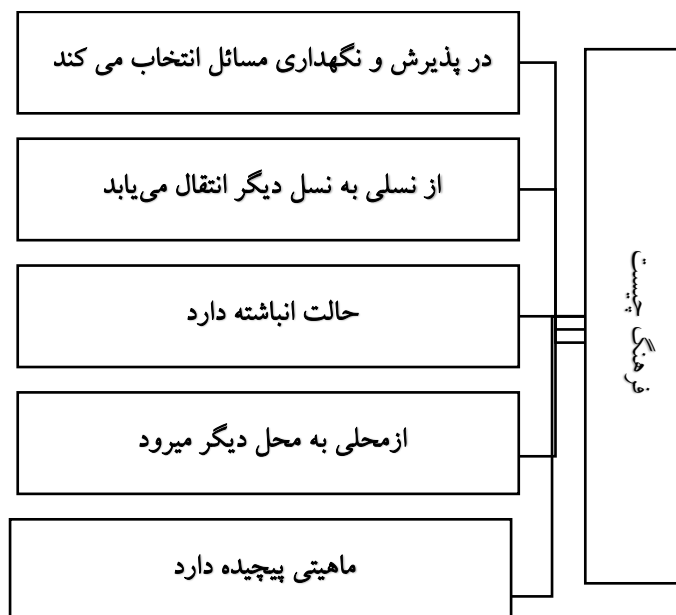 فرهنگ چیست
در پذیرش و نگهداری مسائل انتخاب می کند
از نسلی به نسل دیگر انتقال می‌یابد
حالت انباشته دارد
ازمحلی به محل دیگر میرود
ماهیتی پیچیده دارد